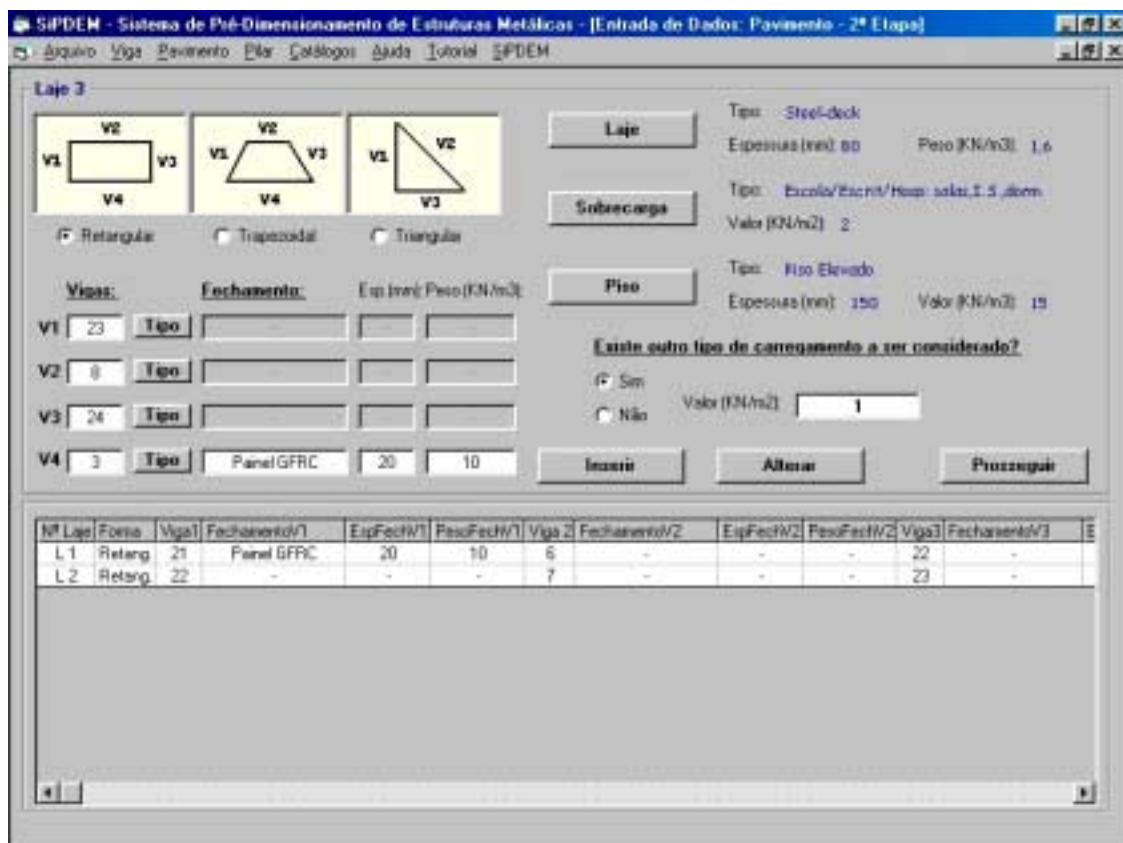 SiPDEM - Sistema de Pré-Dimensionamento de Estruturas Metálicas - [Entrada de Dados: Pavimento - 2ª Etapa]
Arquivo Viga Pavimento Pilar Catálogos Ajuda Tutorial SiPDEM
Laje 3
V2 V1 V3 V4
V2 V1 V3 V4
V1 V2 V3
Retangular Trapezoidal Triangular
Laje
Tipo: Steel-deck
Espessura (mm): 80 Peso (KN/m3): 1,6
Sobrecarga
Tipo: Escola/Escrit/Hosp: salas,I.S.,dorm
Valor (KN/m2): 2
Piso
Tipo: Piso Elevado
Espessura (mm): 150 Valor (KN/m3): 15
Vigas: Fechamento: Esp.(mm): Peso (KN/m3):
V1 23 Tipo - - -
V2 8 Tipo - - -
V3 24 Tipo - - -
V4 3 Tipo Painel GFRC 20 10
Existe outro tipo de carregamento a ser considerado?
Sim
Não
Valor (KN/m2): 1
Inserir Alterar Prosseguir
Nº Laje Forma Viga1 FechamentoV1 EspFechV1 PesoFechV1 Viga 2 FechamentoV2 EspFechV2 PesoFechV2 Viga3 FechamentoV3 E
L 1 Retang. 21 Painel GFRC 20 10 6 - - - 22 -
L 2 Retang. 22 - - - 7 - - - 23 -